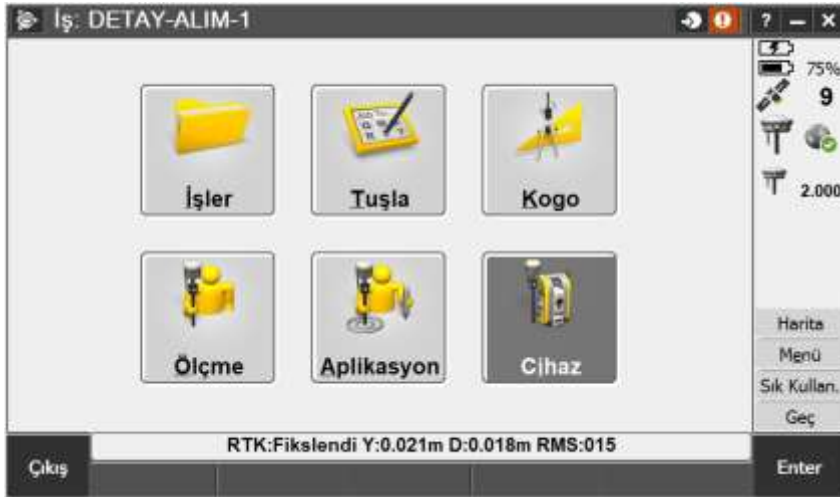 İş: DETAY-ALIM-1
? – X
75%
9
2.000
İşler
Tuşla
Kogo
Ölçme
Aplikasyon
Cihaz
Harita
Menü
Sık Kullan.
Geç
RTK:Fikslendi Y:0.021m D:0.018m RMS:015
Çıkış
Enter